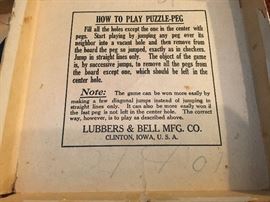 HOW TO PLAY PUZZLE-PEG
Fill all the holes except the one in the center with
pegs. Start playing by jumping any peg over its
neighbor into a vacant hole and then remove from
the board the peg so jumped, exactly as in checkers.
Jump in straight lines only. The object of the game
is, by successive jumps, to remove all the pegs from
the board except one, which should be left in the
center hole.
Note: The game can be won more easily by
making a few diagonal jumps instead of jumping in
straight lines only. It can also be more easily won if
the last peg is not left in the center hole. The correct
way, however, is to play as described above.
LUBBERS & BELL MFG. CO.
CLINTON, IOWA, U. S. A.